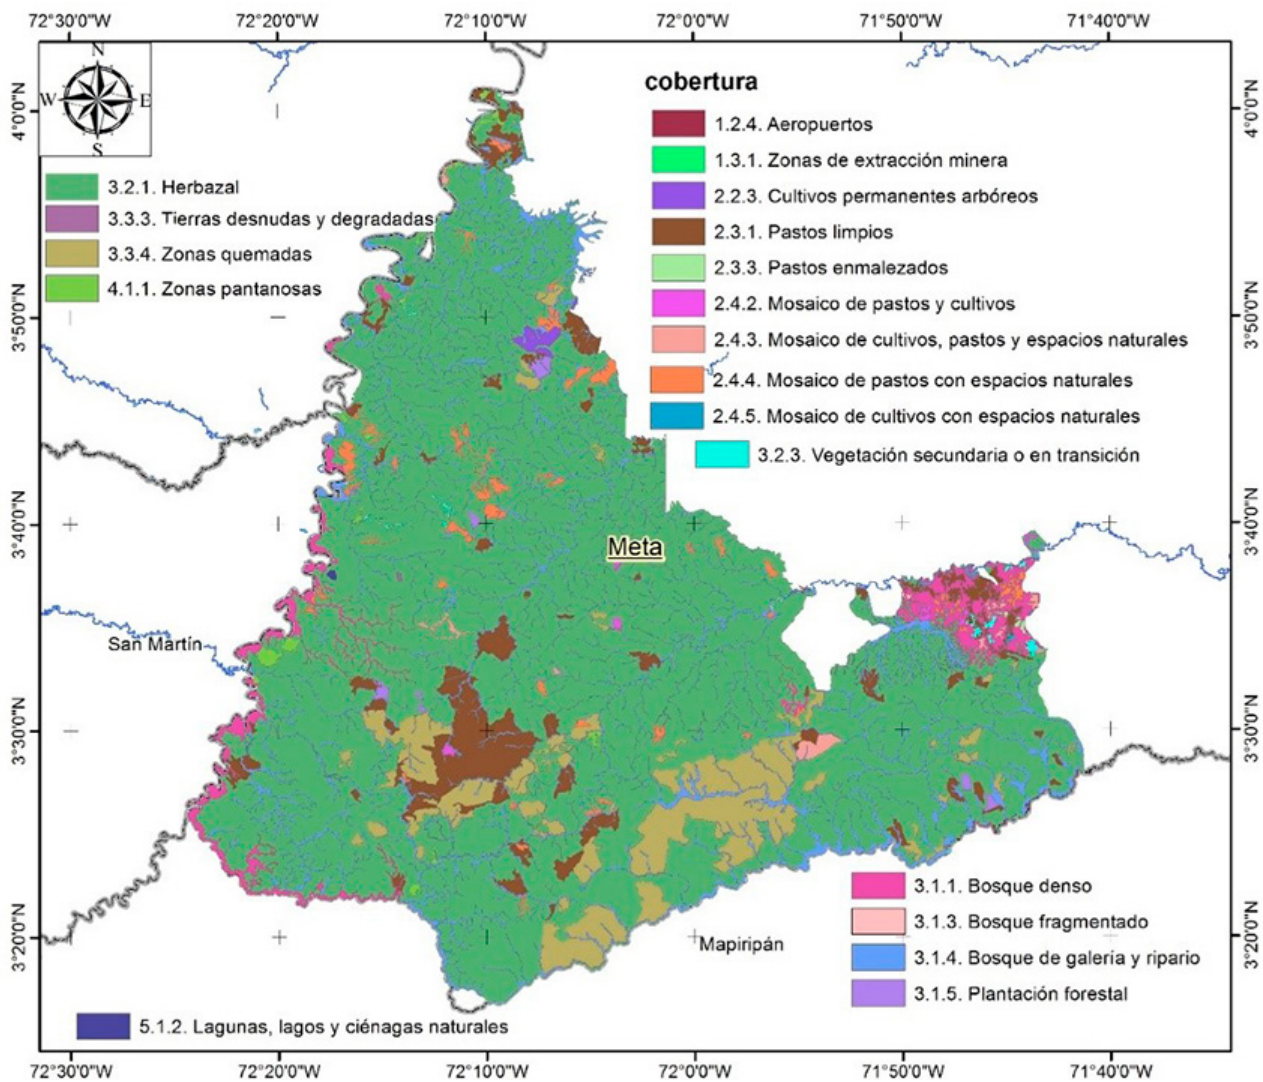 72°30'0"W 72°20'0"W 72°10'0"W 72°00'0"W 71°50'0"W 71°40'0"W
N
W E
S
4°0'0"N 4°0'0"N
cobertura
1.2.4. Aeropuertos
1.3.1. Zonas de extracción minera
2.2.3. Cultivos permanentes arbóreos
2.3.1. Pastos limpios
2.3.3. Pastos enmalezados
2.4.2. Mosaico de pastos y cultivos
2.4.3. Mosaico de cultivos, pastos y espacios naturales
2.4.4. Mosaico de pastos con espacios naturales
2.4.5. Mosaico de cultivos con espacios naturales
3.2.3. Vegetación secundaria o en transición
3.2.1. Herbazal
3.3.3. Tierras desnudas y degradadas
3.3.4. Zonas quemadas
4.1.1. Zonas pantanosas
3°50'0"N 3°50'0"N
3°40'0"N 3°40'0"N
Meta
San Martín
3°30'0"N 3°30'0"N
3.1.1. Bosque denso
3.1.3. Bosque fragmentado
3.1.4. Bosque de galería y ripario
3.1.5. Plantación forestal
3°20'0"N 3°20'0"N
Mapiripán
5.1.2. Lagunas, lagos y ciénagas naturales
72°30'0"W 72°20'0"W 72°10'0"W 72°00'0"W 71°50'0"W 71°40'0"W